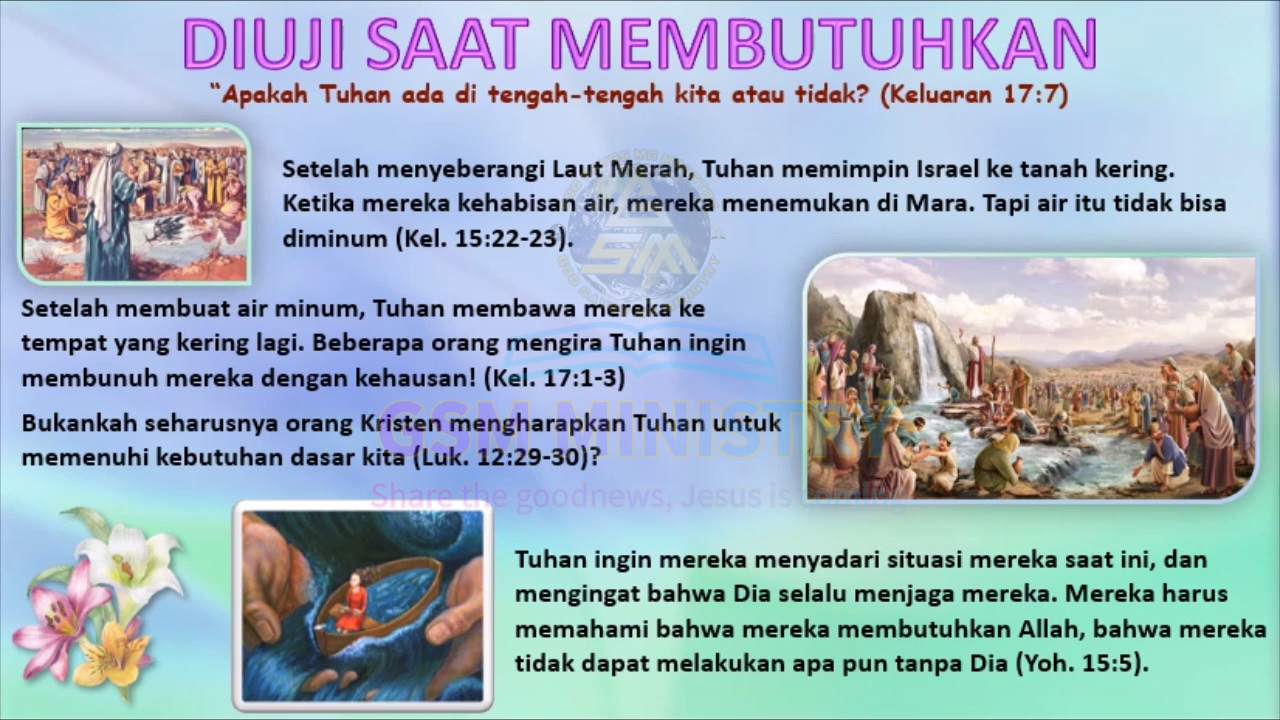 DIUJI SAAT MEMBUTUHKAN
“Apakah Tuhan ada di tengah-tengah kita atau tidak? (Keluaran 17:7)
Setelah menyeberangi Laut Merah, Tuhan memimpin Israel ke tanah kering.
Ketika mereka kehabisan air, mereka menemukan di Mara. Tapi air itu tidak bisa
diminum (Kel. 15:22-23).
Setelah membuat air minum, Tuhan membawa mereka ke
tempat yang kering lagi. Beberapa orang mengira Tuhan ingin
membunuh mereka dengan kehausan! (Kel. 17:1-3)
Bukankah seharusnya orang Kristen mengharapkan Tuhan untuk
memenuhi kebutuhan dasar kita (Luk. 12:29-30)?
GSM MINISTRY
Share the goodnews, Jesus is coming
Tuhan ingin mereka menyadari situasi mereka saat ini, dan
mengingat bahwa Dia selalu menjaga mereka. Mereka harus
memahami bahwa mereka membutuhkan Allah, bahwa mereka
tidak dapat melakukan apa pun tanpa Dia (Yoh. 15:5).